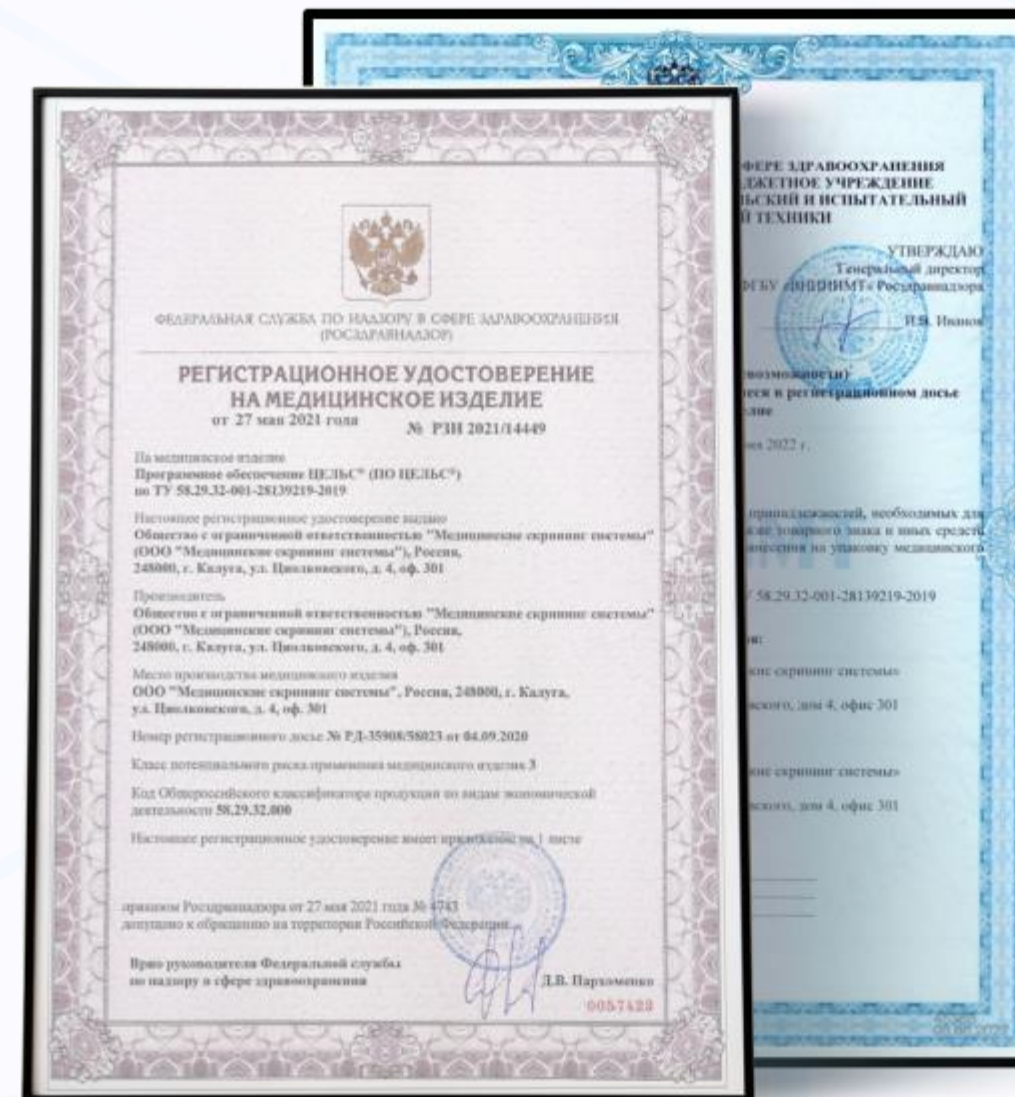 ФЕДЕРАЛЬНАЯ СЛУЖБА ПО НАДЗОРУ В СФЕРЕ ЗДРАВООХРАНЕНИЯ
(РОСЗДРАВНАДЗОР)
РЕГИСТРАЦИОННОЕ УДОСТОВЕРЕНИЕ
НА МЕДИЦИНСКОЕ ИЗДЕЛИЕ
от 27 мая 2021 года № РЗН 2021/14449
На медицинское изделие
Программное обеспечение ЦЕЛЬС® (ПО ЦЕЛЬС®)
по ТУ 58.29.32-001-28139219-2019
Настоящее регистрационное удостоверение выдано
Общество с ограниченной ответственностью "Медицинские скрининг системы"
(ООО "Медицинские скрининг системы"), Россия,
248000, г. Калуга, ул. Циолковского, д. 4, оф. 301
Производитель
Общество с ограниченной ответственностью "Медицинские скрининг системы"
(ООО "Медицинские скрининг системы"), Россия,
248000, г. Калуга, ул. Циолковского, д. 4, оф. 301
Место производства медицинского изделия
ООО "Медицинские скрининг системы", Россия, 248000, г. Калуга,
ул. Циолковского, д. 4, оф. 301
Номер регистрационного досье № РД-35908/58023 от 04.09.2020
Класс потенциального риска применения медицинского изделия 3
Код Общероссийского классификатора продукции по видам экономической
деятельности 58.29.32.000
Настоящее регистрационное удостоверение имеет приложение на 1 листе
приказом Росздравнадзора от 27 мая 2021 года № 4743
допущено к обращению на территории Российской Федерации.
Врио руководителя Федеральной службы
по надзору в сфере здравоохранения
Д.В. Пархоменко
0057423
СФЕРЕ ЗДРАВООХРАНЕНИЯ
ДЖЕТНОЕ УЧРЕЖДЕНИЕ
ЬСКИЙ И ИСПЫТАТЕЛЬНЫЙ
Й ТЕХНИКИ
УТВЕРЖДАЮ
Генеральный директор
ФГБУ «ВНИИИМТ» Росздравнадзора
Иванов
возможности)
регистрационном досье
2022 г.
принадлежностей, необходимых для
товарного знака и иных средств
нанесения на упаковку медицинского
58.29.32-001-28139219-2019
скрининг системы»
дом 4, офис 301
скрининг системы»
дом 4, офис 301